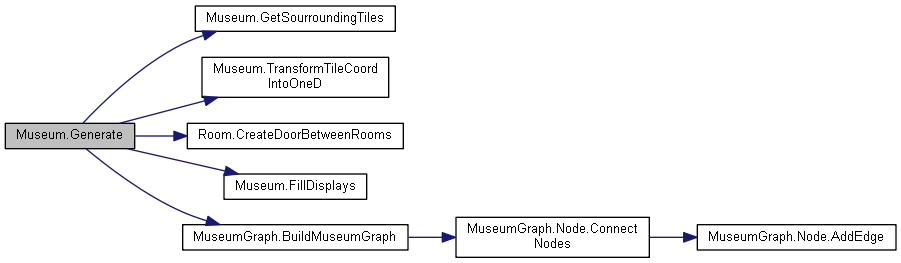 Museum.GetSourroundingTiles
Museum.TransformTileCoord
IntoOneD
Museum.Generate
Room.CreateDoorBetweenRooms
Museum.FillDisplays
MuseumGraph.BuildMuseumGraph
MuseumGraph.Node.Connect
Nodes
MuseumGraph.Node.AddEdge